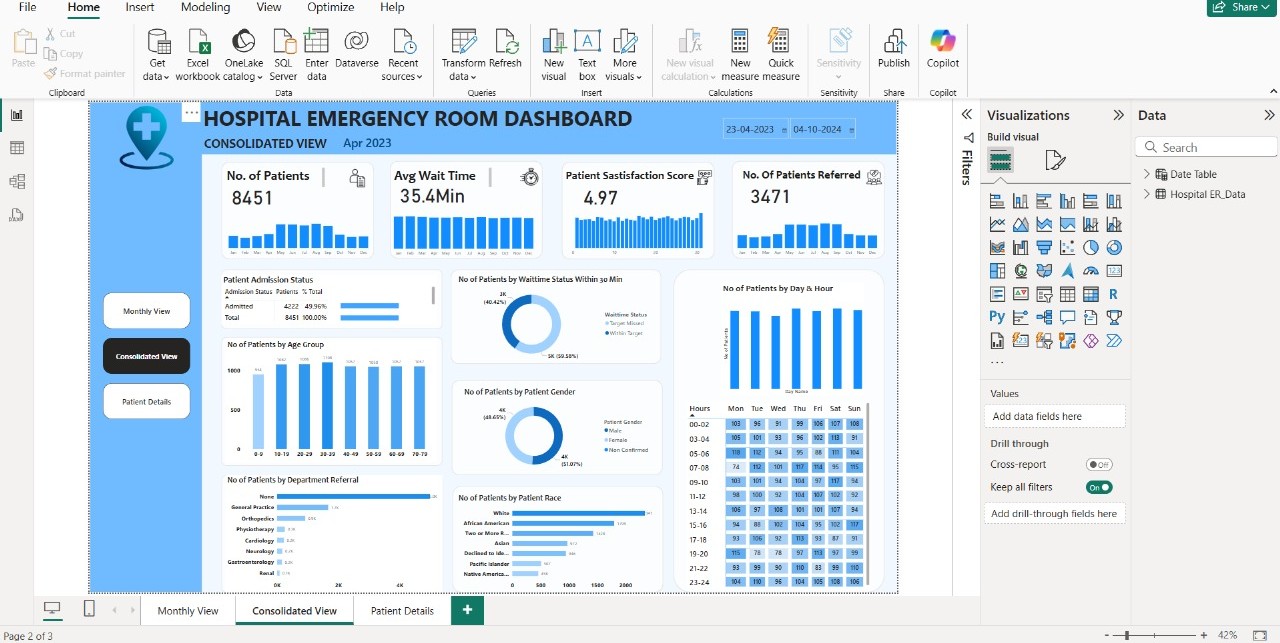 File Home Insert Modeling View Optimize Help Share
Cut
Copy
Format painter
Paste
Get data
Excel workbook
OneLake catalog
SQL Server
Enter data
Dataverse
Recent sources
Transform data
Refresh
New visual
Text box
More visuals
New visual calculation
New measure
Quick measure
Sensitivity
Publish
Copilot
Clipboard Data Queries Insert Calculations Sensitivity Share Copilot
HOSPITAL EMERGENCY ROOM DASHBOARD
CONSOLIDATED VIEW Apr 2023
23-04-2023 04-10-2024
No. of Patients
8451
Avg Wait Time
35.4Min
Patient Sastisfaction Score
4.97
No. Of Patients Referred
3471
Monthly View
Consolidated View
Patient Details
Patient Admission Status
Admission Status Patients % Total
Admitted 4222 49.96%
Total 8451 100.00%
No of Patients by Age Group
1000
500
0
0-9 10-19 20-29 30-39 40-49 50-59 60-69 70-79
No of Patients by Department Referral
None
General Practice
Orthopedics
Physiotherapy
Cardiology
Neurology
Gastroenterology
Renal
0K 2K 4K
No of Patients by Waittime Status Within 30 Min
3K
(40.42%)
5K (59.58%)
Waittime Status
Target Missed
Within Target
No of Patients by Patient Gender
4K
(48.65%)
4K
(51.07%)
Patient Gender
Male
Female
Non Confirmed
No of Patients by Patient Race
White
African American
Two or More R...
Asian
Declined to Ide...
Pacific Islander
Native America...
0 500 1000 1500 2000
No of Patients by Day & Hour
No of Patients
Day Name
Hours Mon Tue Wed Thu Fri Sat Sun
00-02 103 96 91 99 106 107 108
03-04 105 101 93 96 102 113 91
05-06 118 112 94 95 88 111 104
07-08 74 112 101 117 114 95 115
09-10 103 101 94 104 97 117 94
11-12 98 100 92 104 107 102 92
13-14 106 97 108 101 101 107 94
15-16 94 88 102 104 95 102 117
17-18 93 106 92 113 93 87 91
19-20 115 78 78 97 113 97 99
21-22 93 99 90 110 83 99 110
23-24 104 110 96 104 105 108 106
Filters
Visualizations
Build visual
Values
Add data fields here
Drill through
Cross-report Off
Keep all filters On
Add drill-through fields here
Data
Search
Date Table
Hospital ER_Data
Monthly View Consolidated View Patient Details +
Page 2 of 3
- + 42%